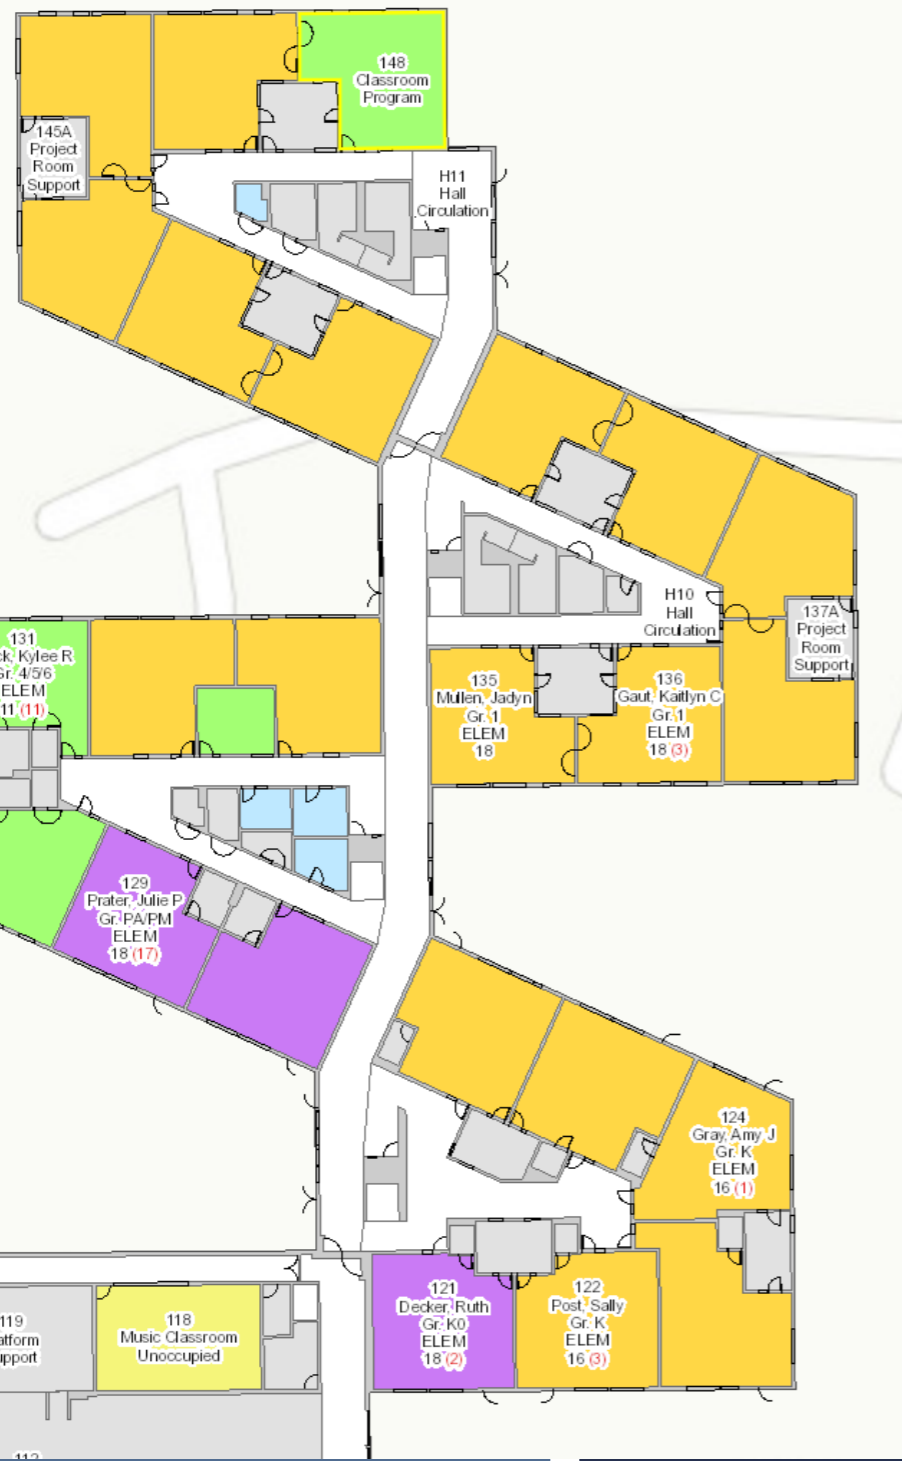 148
Classroom
Program
145A
Project
Room
Support
H11
Hall
Circulation
H10
Hall
Circulation
137A
Project
Room
Support
131
ck, Kylee R
Gr. 4/5/6
ELEM
11 (11)
135
Mullen, Jadyn
Gr. 1
ELEM
18
136
Gaut, Kaitlyn C
Gr. 1
ELEM
18 (3)
129
Prater, Julie P
Gr. PA/PM
ELEM
18 (17)
124
Gray, Amy J
Gr. K
ELEM
16 (1)
121
Decker, Ruth
Gr. K0
ELEM
18 (2)
122
Post, Sally
Gr. K
ELEM
16 (3)
119
atform
pport
118
Music Classroom
Unoccupied